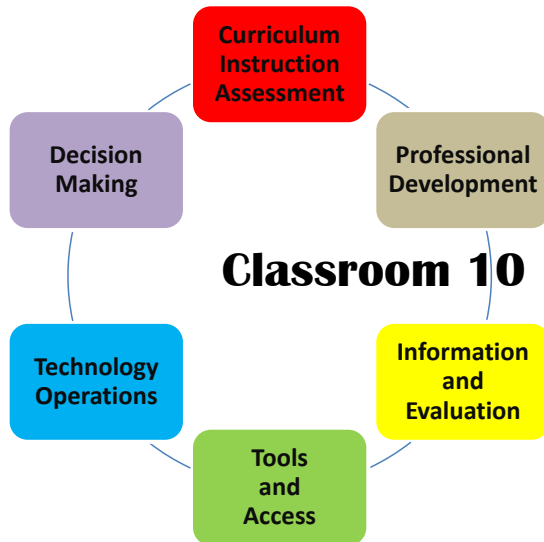 Curriculum
Instruction
Assessment
Decision
Making
Professional
Development
Classroom 10
Technology
Operations
Information
and
Evaluation
Tools
and
Access